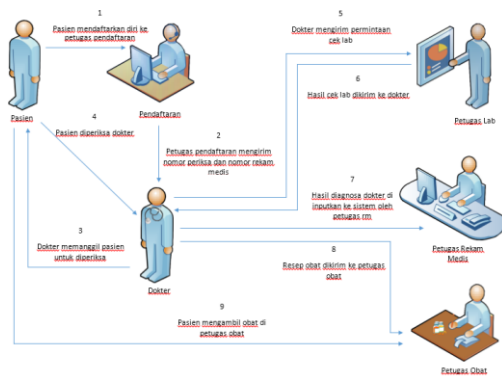 1
Pasien mendaftarkan diri ke
petugas pendaftaran
Pasien
Pendaftaran
2
Petugas pendaftaran mengirim
nomor periksa dan nomor rekam
medis
3
Dokter memanggil pasien
untuk diperiksa
4
Pasien diperiksa dokter
Dokter
5
Dokter mengirim permintaan
cek lab
6
Hasil cek lab dikirim ke dokter
Petugas Lab
7
Hasil diagnosa dokter di
inputkan ke sistem oleh
petugas rm
Petugas Rekam
Medis
8
Resep obat dikirim ke petugas
obat
9
Pasien mengambil obat di
petugas obat
Petugas Obat